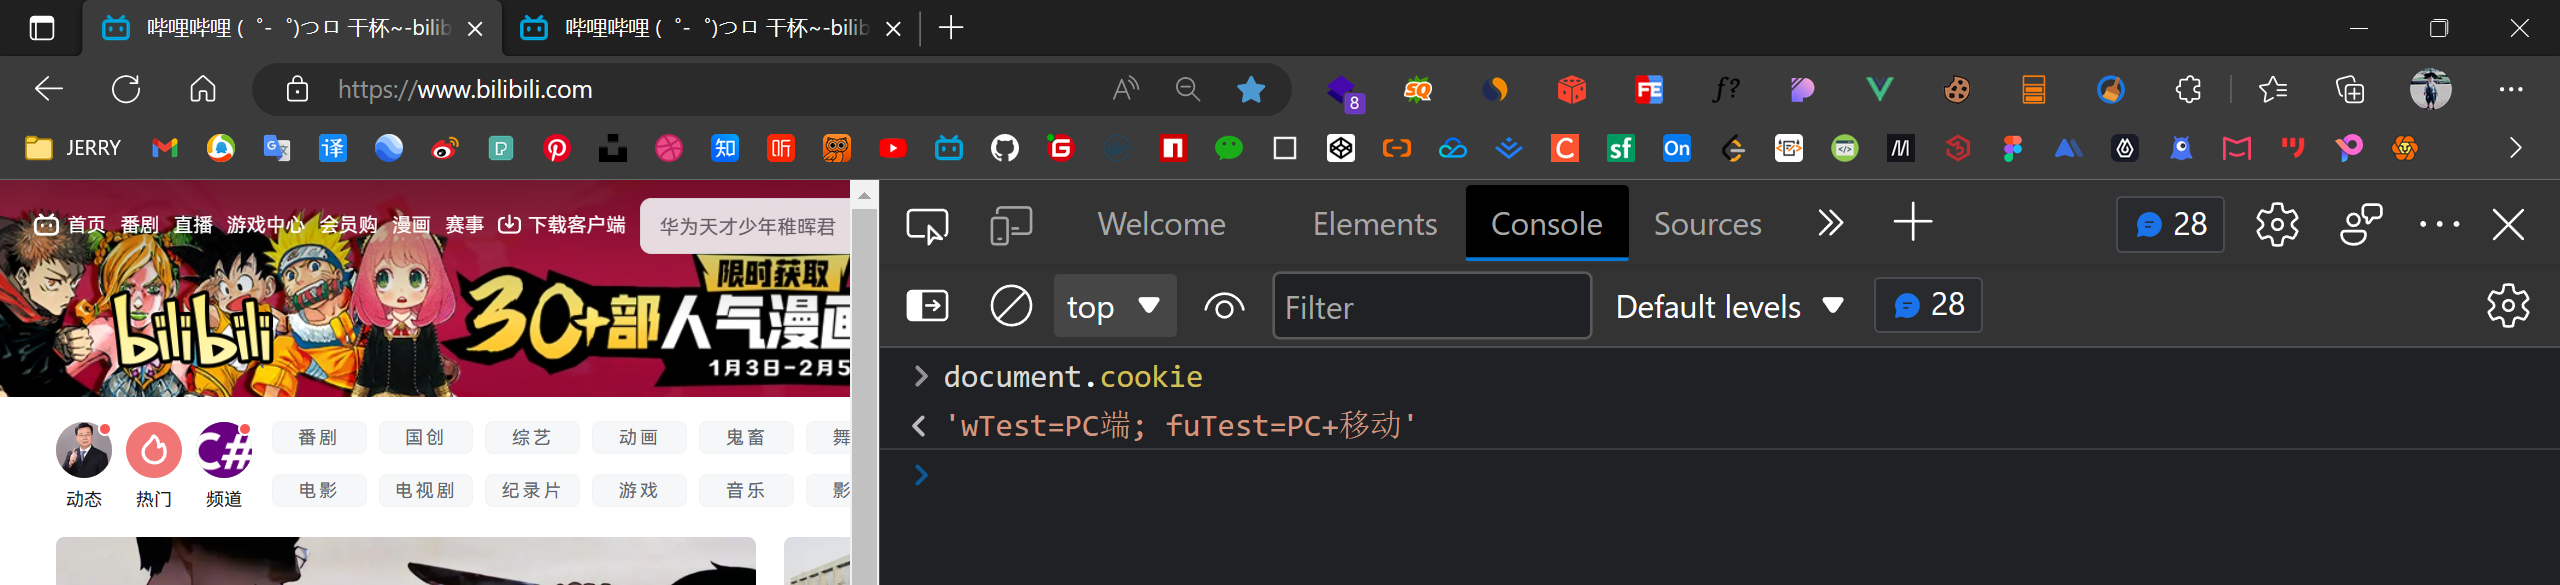 哔哩哔哩 (゜-゜)つロ 干杯~-bilib
哔哩哔哩 (゜-゜)つロ 干杯~-bilib
https://www.bilibili.com
SQ
FE
f?
8
JERRY
译
知
听
C
sf
On
首页 番剧 直播 游戏中心 会员购 漫画 赛事 下载客户端
华为天才少年稚晖君
bilibili
限时获取
30+部人气漫画
1月3日-2月5
C#
动态 热门 频道
番剧 国创 综艺 动画 鬼畜 舞
电影 电视剧 纪录片 游戏 音乐 影
Welcome Elements Console Sources
28
top Filter Default levels 28
document.cookie
'wTest=PC端; fuTest=PC+移动'